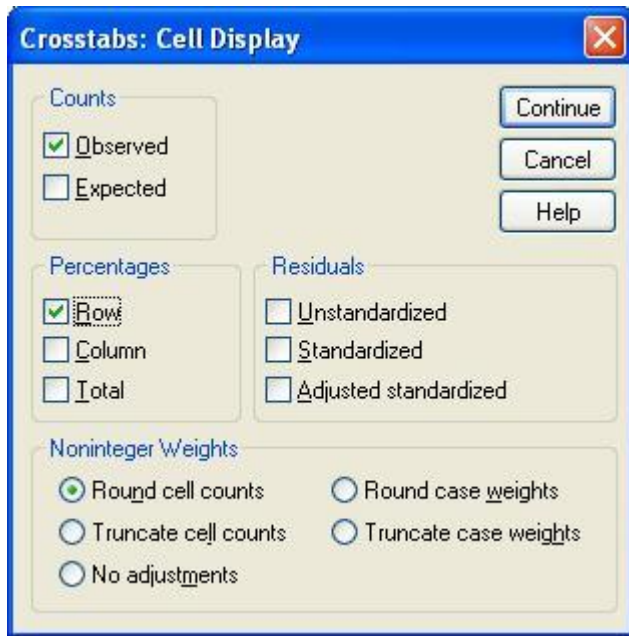 Crosstabs: Cell Display
Counts
Observed
Expected
Continue
Cancel
Help
Percentages
Row
Column
Total
Residuals
Unstandardized
Standardized
Adjusted standardized
Noninteger Weights
Round cell counts
Round case weights
Truncate cell counts
Truncate case weights
No adjustments